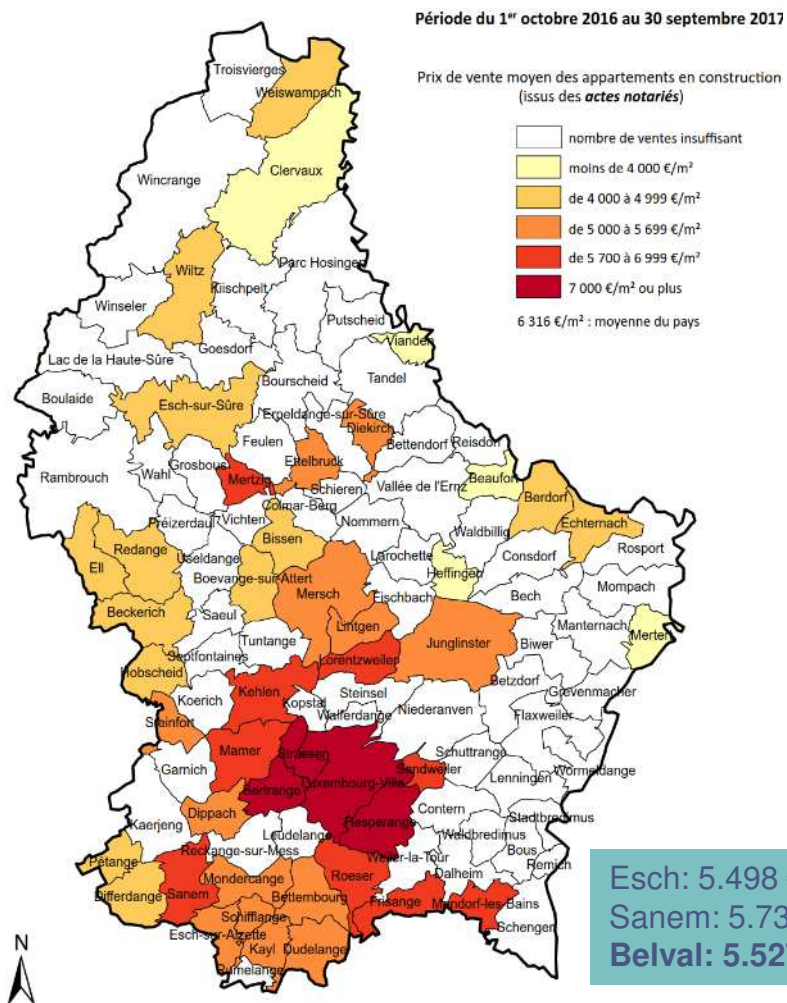 Période du 1er octobre 2016 au 30 septembre 2017
Prix de vente moyen des appartements en construction
(issus des actes notariés)
nombre de ventes insuffisant
moins de 4 000 €/m²
de 4 000 à 4 999 €/m²
de 5 000 à 5 699 €/m²
de 5 700 à 6 999 €/m²
7 000 €/m² ou plus
6 316 €/m² : moyenne du pays
Troisvierges
Weiswampach
Clervaux
Wincrange
Parc Hosingen
Wiltz
Kiischpelt
Winseler
Putscheid
Vianden
Goesdorf
Lac de la Haute-Sûre
Tandel
Bourscheid
Boulaide
Esch-sur-Sûre
Erpeldange-sur-Sûre
Diekirch
Feulen
Bettendorf
Reisdorf
Ettelbruck
Grosbous
Rambrouch
Wahl
Mertzig
Schieren
Vallée de l'Ernz
Beaufort
Berdorf
Colmar-Berg
Préizerdaul
Vichten
Nommern
Waldbillig
Echternach
Bissen
Redange
Useldange
Larochette
Consdorf
Rosport
Ell
Boevange-sur-Attert
Heffingen
Mersch
Fischbach
Bech
Mompach
Beckerich
Saeul
Lintgen
Manternach
Merter
Tuntange
Junglinster
Biwer
Septfontaines
Lorentzweiler
Hobscheid
Betzdorf
Kehlen
Steinsel
Grevenmacher
Koerich
Kopstal
Walferdange
Niederanven
Flaxweiler
Steinfort
Mamer
Strassen
Schuttrange
Garnich
Luxembourg-Ville
Sandweiler
Wormeldange
Lenningen
Bertrange
Contern
Dippach
Hesperange
Stadtbredimus
Kaerjeng
Leudelange
Waldbredimus
Reckange-sur-Mess
Weiler-la-Tour
Bous
Pétange
Remich
Mondercange
Roeser
Dalheim
Sanem
Differdange
Bettembourg
Frisange
Mondorf-les-Bains
Schifflange
Schengen
Esch-sur-Alzette
Kayl
Dudelange
Rumelange
N
Esch: 5.498
Sanem: 5.73
Belval: 5.527